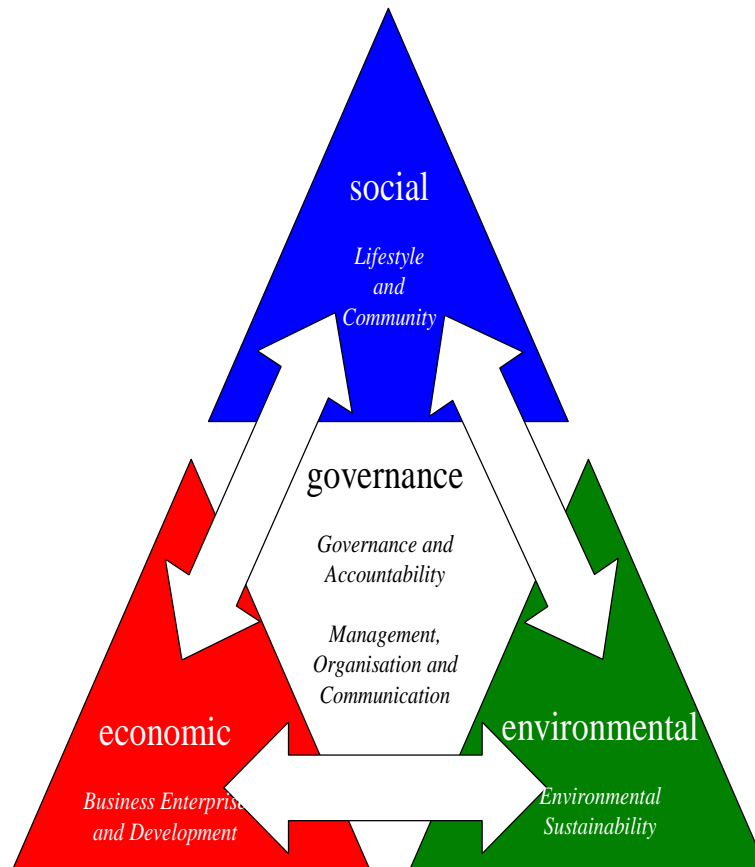 social
Lifestyle
and
Community
governance
Governance and
Accountability
Management,
Organisation and
Communication
economic
Business Enterprise
and Development
environmental
Environmental
Sustainability